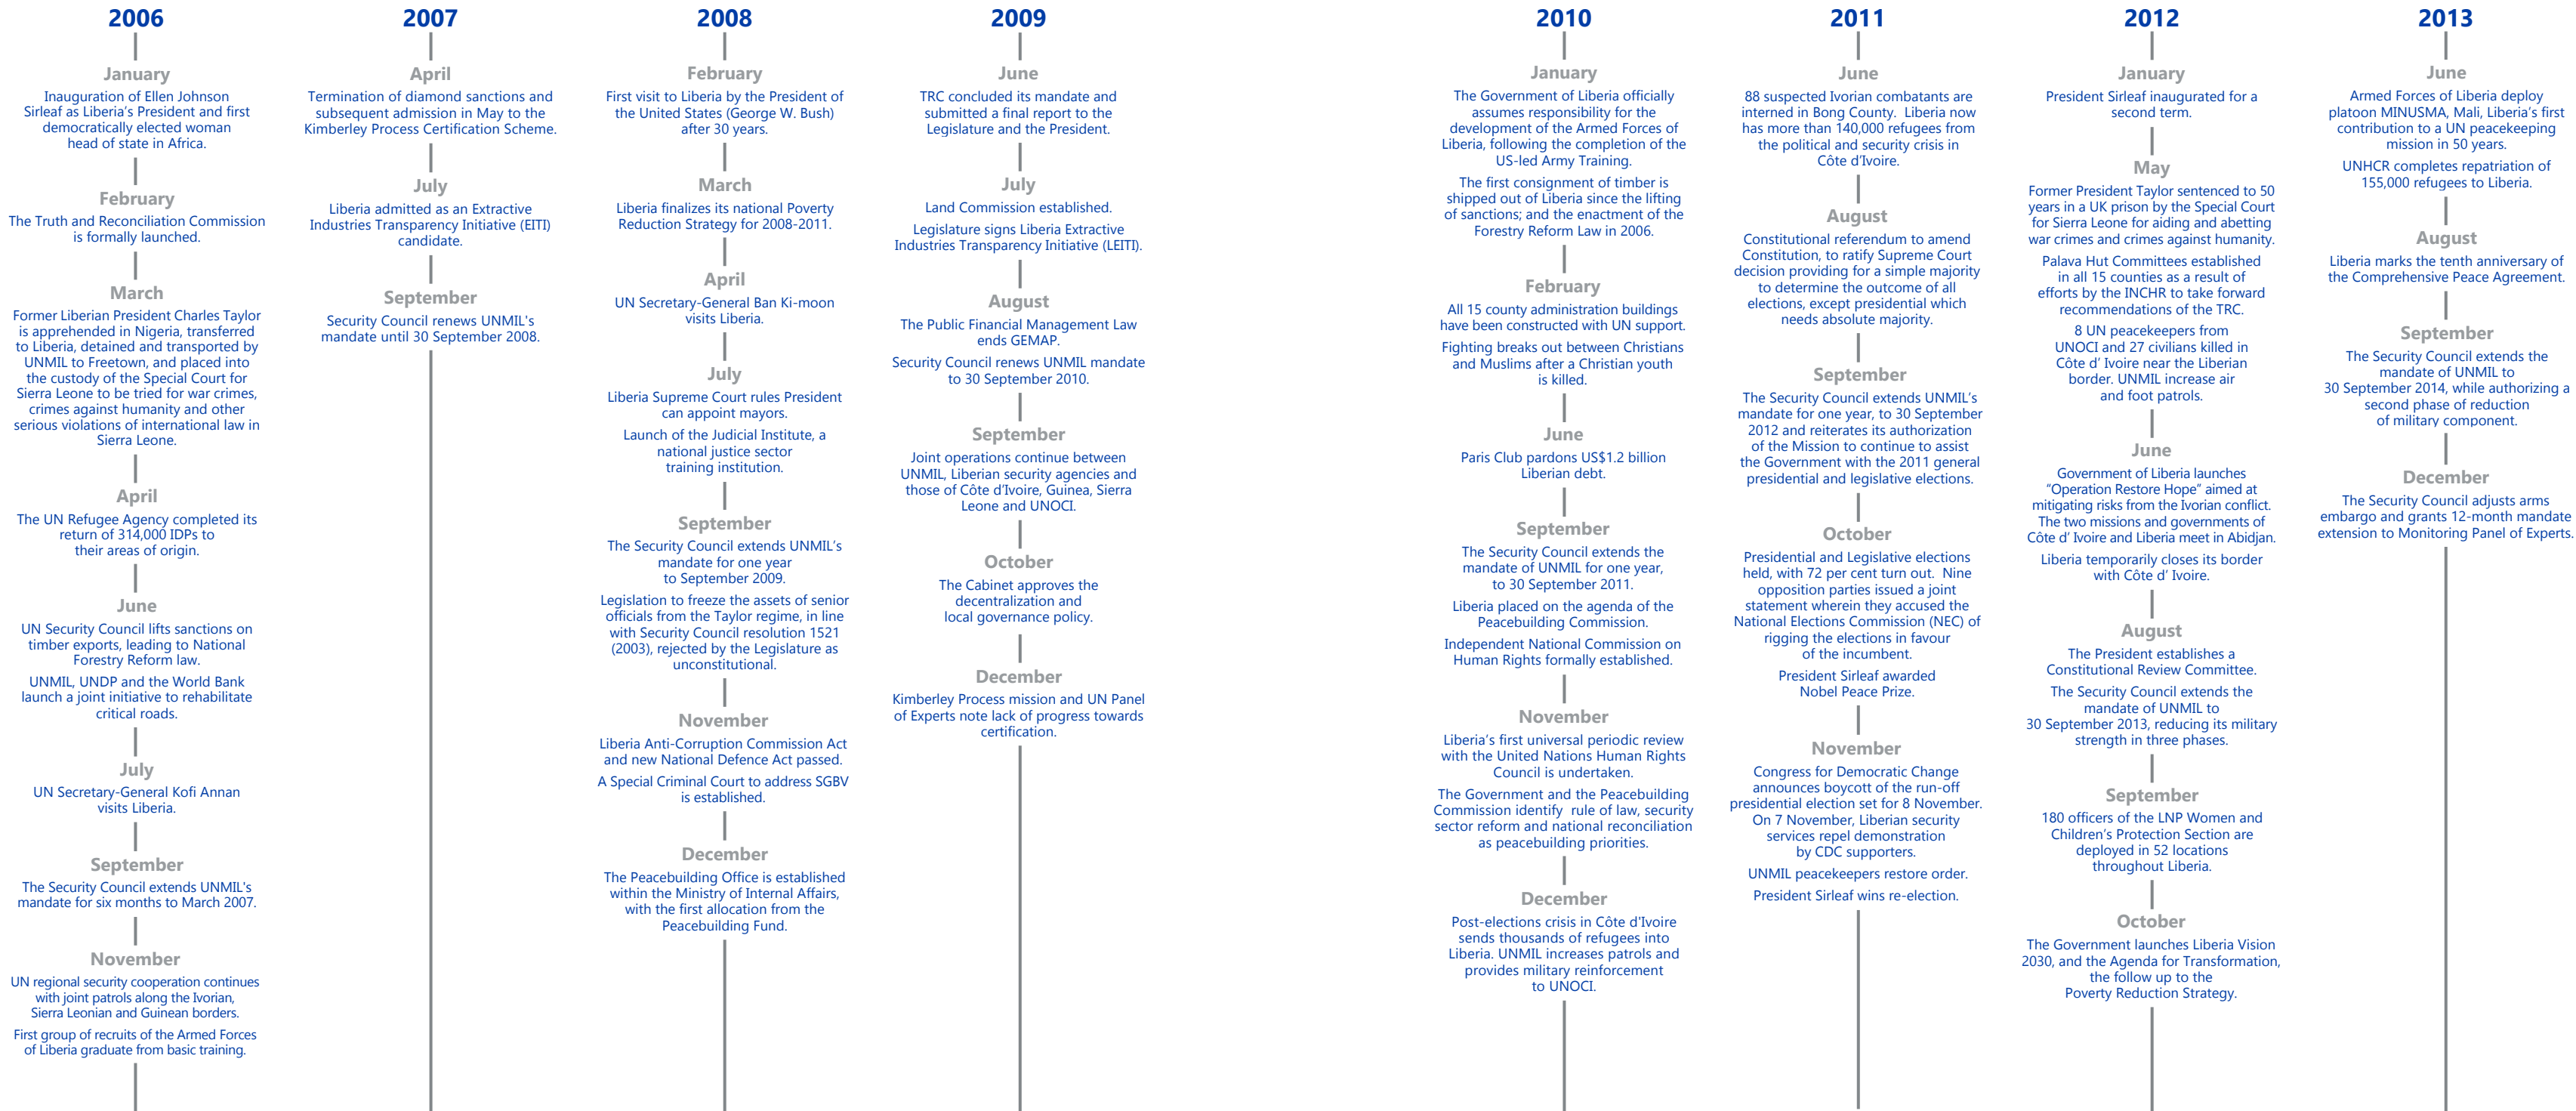 2006
January
Inauguration of Ellen Johnson
Sirleaf as Liberia's President and first
democratically elected woman
head of state in Africa.
February
The Truth and Reconciliation Commission
is formally launched.
March
Former Liberian President Charles Taylor
is apprehended in Nigeria, transferred
to Liberia, detained and transported by
UNMIL to Freetown, and placed into
the custody of the Special Court for
Sierra Leone to be tried for war crimes,
crimes against humanity and other
serious violations of international law in
Sierra Leone.
April
The UN Refugee Agency completed its
return of 314,000 IDPs to
their areas of origin.
June
UN Security Council lifts sanctions on
timber exports, leading to National
Forestry Reform law.
UNMIL, UNDP and the World Bank
launch a joint initiative to rehabilitate
critical roads.
July
UN Secretary-General Kofi Annan
visits Liberia.
September
The Security Council extends UNMIL's
mandate for six months to March 2007.
November
UN regional security cooperation continues
with joint patrols along the Ivorian,
Sierra Leonian and Guinean borders.
First group of recruits of the Armed Forces
of Liberia graduate from basic training.
2007
April
Termination of diamond sanctions and
subsequent admission in May to the
Kimberley Process Certification Scheme.
July
Liberia admitted as an Extractive
Industries Transparency Initiative (EITI)
candidate.
September
Security Council renews UNMIL's
mandate until 30 September 2008.
2008
February
First visit to Liberia by the President of
the United States (George W. Bush)
after 30 years.
March
Liberia finalizes its national Poverty
Reduction Strategy for 2008-2011.
April
UN Secretary-General Ban Ki-moon
visits Liberia.
July
Liberia Supreme Court rules President
can appoint mayors.
Launch of the Judicial Institute, a
national justice sector
training institution.
September
The Security Council extends UNMIL's
mandate for one year
to September 2009.
Legislation to freeze the assets of senior
officials from the Taylor regime, in line
with Security Council resolution 1521
(2003), rejected by the Legislature as
unconstitutional.
November
Liberia Anti-Corruption Commission Act
and new National Defence Act passed.
A Special Criminal Court to address SGBV
is established.
December
The Peacebuilding Office is established
within the Ministry of Internal Affairs,
with the first allocation from the
Peacebuilding Fund.
2009
June
TRC concluded its mandate and
submitted a final report to the
Legislature and the President.
July
Land Commission established.
Legislature signs Liberia Extractive
Industries Transparency Initiative (LEITI).
August
The Public Financial Management Law
ends GEMAP.
Security Council renews UNMIL mandate
to 30 September 2010.
September
Joint operations continue between
UNMIL, Liberian security agencies and
those of Côte d'Ivoire, Guinea, Sierra
Leone and UNOCI.
October
The Cabinet approves the
decentralization and
local governance policy.
December
Kimberley Process mission and UN Panel
of Experts note lack of progress towards
certification.
2010
January
The Government of Liberia officially
assumes responsibility for the
development of the Armed Forces of
Liberia, following the completion of the
US-led Army Training.
The first consignment of timber is
shipped out of Liberia since the lifting
of sanctions; and the enactment of the
Forestry Reform Law in 2006.
February
All 15 county administration buildings
have been constructed with UN support.
Fighting breaks out between Christians
and Muslims after a Christian youth
is killed.
June
Paris Club pardons US$1.2 billion
Liberian debt.
September
The Security Council extends the
mandate of UNMIL for one year,
to 30 September 2011.
Liberia placed on the agenda of the
Peacebuilding Commission.
Independent National Commission on
Human Rights formally established.
November
Liberia's first universal periodic review
with the United Nations Human Rights
Council is undertaken.
The Government and the Peacebuilding
Commission identify rule of law, security
sector reform and national reconciliation
as peacebuilding priorities.
December
Post-elections crisis in Côte d'Ivoire
sends thousands of refugees into
Liberia. UNMIL increases patrols and
provides military reinforcement
to UNOCI.
2011
June
88 suspected Ivorian combatants are
interned in Bong County. Liberia now
has more than 140,000 refugees from
the political and security crisis in
Côte d'Ivoire.
August
Constitutional referendum to amend
Constitution, to ratify Supreme Court
decision providing for a simple majority
to determine the outcome of all
elections, except presidential which
needs absolute majority.
September
The Security Council extends UNMIL's
mandate for one year, to 30 September
2012 and reiterates its authorization
of the Mission to continue to assist
the Government with the 2011 general
presidential and legislative elections.
October
Presidential and Legislative elections
held, with 72 per cent turn out. Nine
opposition parties issued a joint
statement wherein they accused the
National Elections Commission (NEC) of
rigging the elections in favour
of the incumbent.
President Sirleaf awarded
Nobel Peace Prize.
November
Congress for Democratic Change
announces boycott of the run-off
presidential election set for 8 November.
On 7 November, Liberian security
services repel demonstration
by CDC supporters.
UNMIL peacekeepers restore order.
President Sirleaf wins re-election.
2012
January
President Sirleaf inaugurated for a
second term.
May
Former President Taylor sentenced to 50
years in a UK prison by the Special Court
for Sierra Leone for aiding and abetting
war crimes and crimes against humanity.
Palava Hut Committees established
in all 15 counties as a result of
efforts by the INCHR to take forward
recommendations of the TRC.
8 UN peacekeepers from
UNOCI and 27 civilians killed in
Côte d' Ivoire near the Liberian
border. UNMIL increase air
and foot patrols.
June
Government of Liberia launches
"Operation Restore Hope" aimed at
mitigating risks from the Ivorian conflict.
The two missions and governments of
Côte d' Ivoire and Liberia meet in Abidjan.
Liberia temporarily closes its border
with Côte d' Ivoire.
August
The President establishes a
Constitutional Review Committee.
The Security Council extends the
mandate of UNMIL to
30 September 2013, reducing its military
strength in three phases.
September
180 officers of the LNP Women and
Children's Protection Section are
deployed in 52 locations
throughout Liberia.
October
The Government launches Liberia Vision
2030, and the Agenda for Transformation,
the follow up to the
Poverty Reduction Strategy.
2013
June
Armed Forces of Liberia deploy
platoon MINUSMA, Mali, Liberia's first
contribution to a UN peacekeeping
mission in 50 years.
UNHCR completes repatriation of
155,000 refugees to Liberia.
August
Liberia marks the tenth anniversary of
the Comprehensive Peace Agreement.
September
The Security Council extends the
mandate of UNMIL to
30 September 2014, while authorizing a
second phase of reduction
of military component.
December
The Security Council adjusts arms
embargo and grants 12-month mandate
extension to Monitoring Panel of Experts.